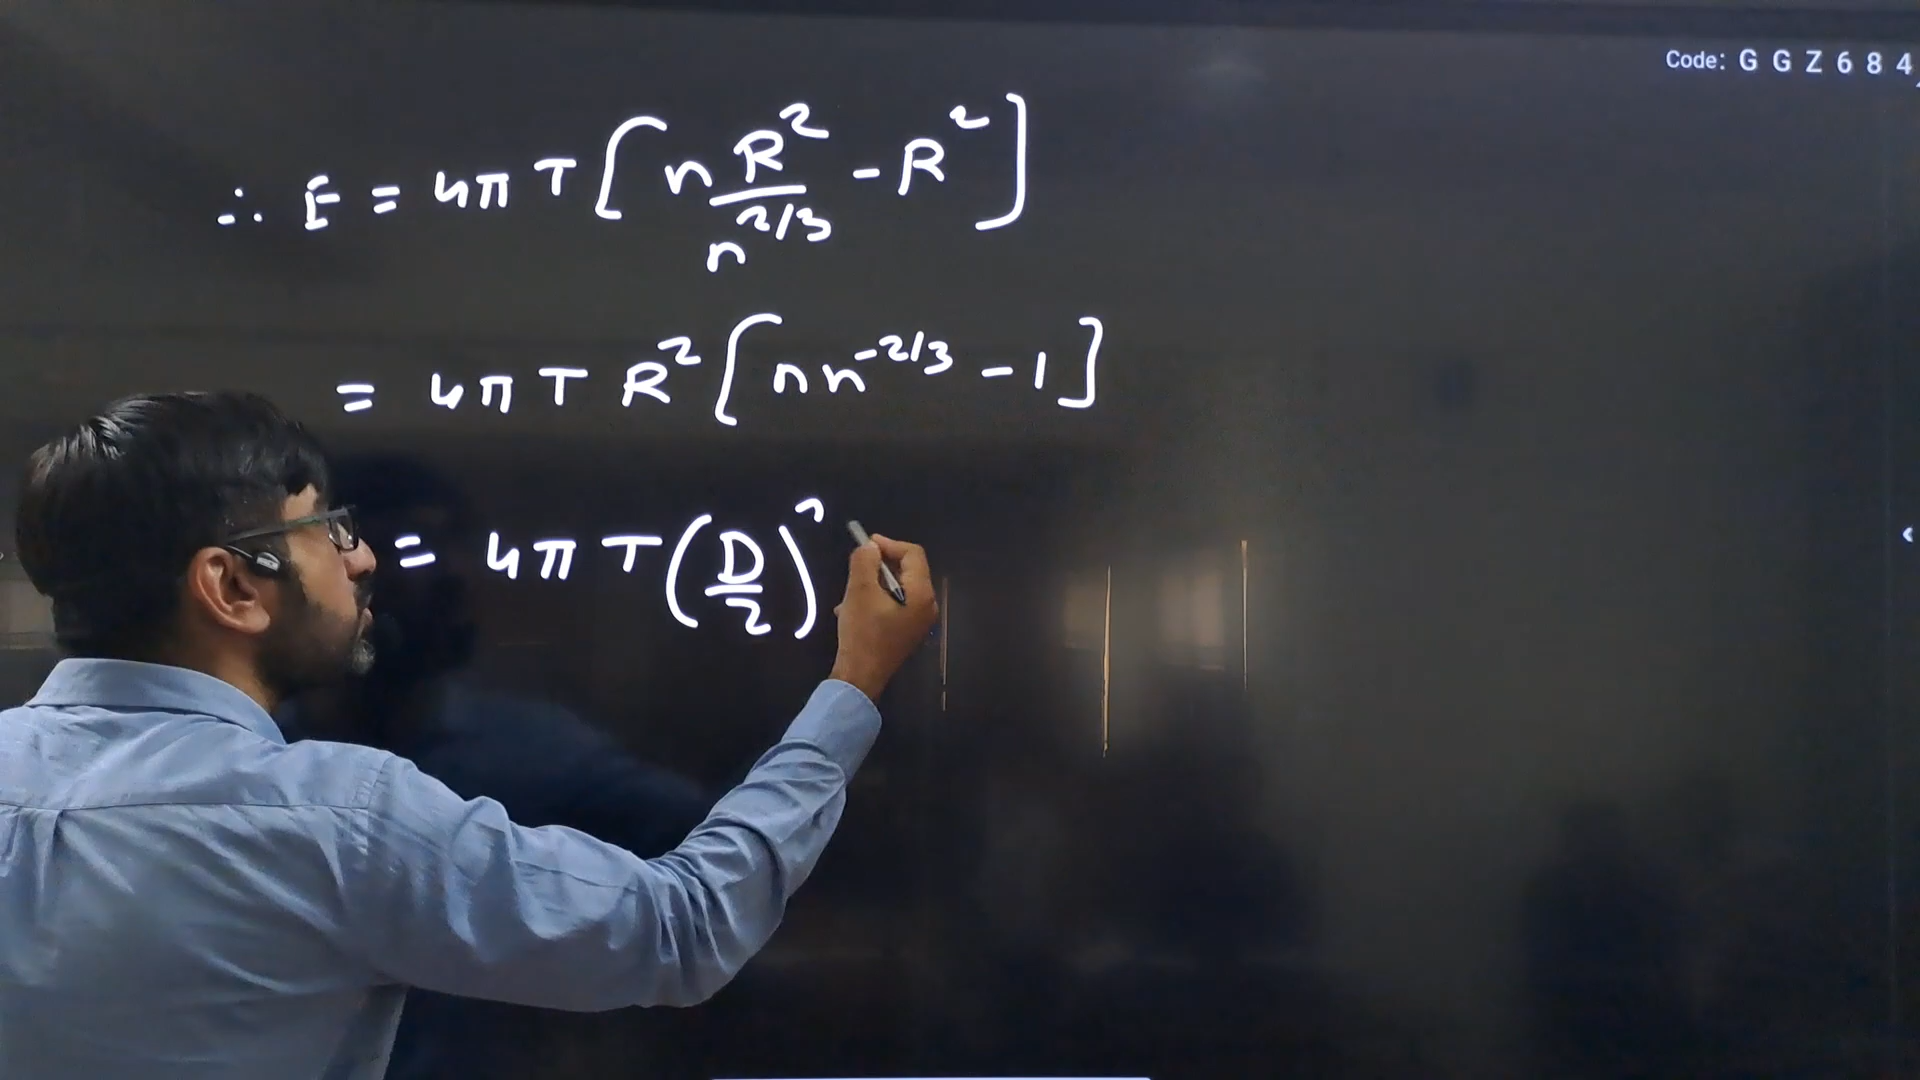 Code: G G Z 6 8 4
∴ E = 4π T [ n R²/n^2/3 - R² ]
= 4π T R² [ n n^-2/3 - 1 ]
= 4π T (D/2)²